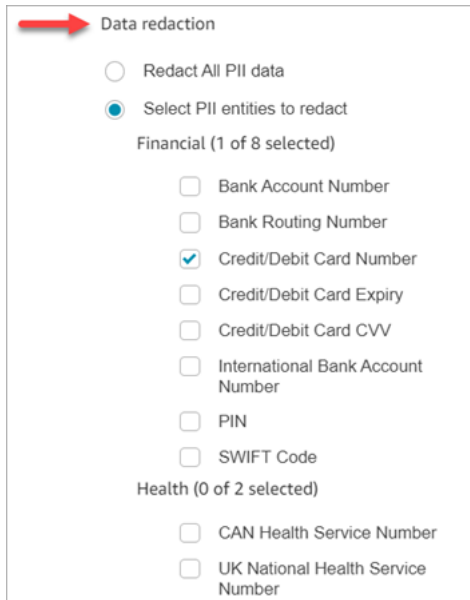 Data redaction
Redact All PII data
Select PII entities to redact
Financial (1 of 8 selected)
Bank Account Number
Bank Routing Number
Credit/Debit Card Number
Credit/Debit Card Expiry
Credit/Debit Card CVV
International Bank Account
Number
PIN
SWIFT Code
Health (0 of 2 selected)
CAN Health Service Number
UK National Health Service
Number